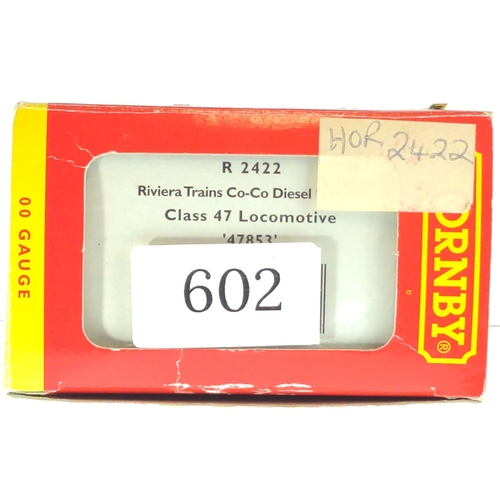 00 GAUGE
R 2422
Riviera Trains Co-Co Diesel
Class 47 Locomotive
'47853'
602
HOR 2422
ORNBY®